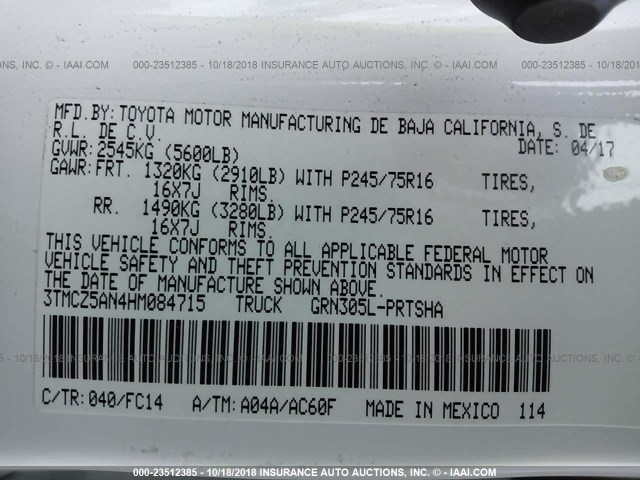 ANCE AUTO AUCTIONS, INC. - IAAI.COM 000-23512385 - 10/18/2018 INSURANCE AUTO AUCTIONS, INC. - IAAI.COM 000-23512385 - 10/18/2018 INSURAN
MFD.BY:TOYOTA MOTOR MANUFACTURING DE BAJA CALIFORNIA, S. DE
R.L. DE C.V. DATE: 04/17
GVWR:2545KG (5600LB)
GAWR:FRT. 1320KG (2910LB) WITH P245/75R16 TIRES,
16X7J RIMS.
RR. 1490KG (3280LB) WITH P245/75R16 TIRES,
16X7J RIMS.
THIS VEHICLE CONFORMS TO ALL APPLICABLE FEDERAL MOTOR
VEHICLE SAFETY AND THEFT PREVENTION STANDARDS IN EFFECT ON
THE DATE OF MANUFACTURE SHOWN ABOVE.
3TMCZ5AN4HM084715 TRUCK GRN305L-PRTSHA
C/TR:040/FC14 A/TM:A04A/AC60F MADE IN MEXICO 114
000-23512385 - 10/18/2018 INSURANCE AUTO AUCTIONS, INC. - IAAI.COM